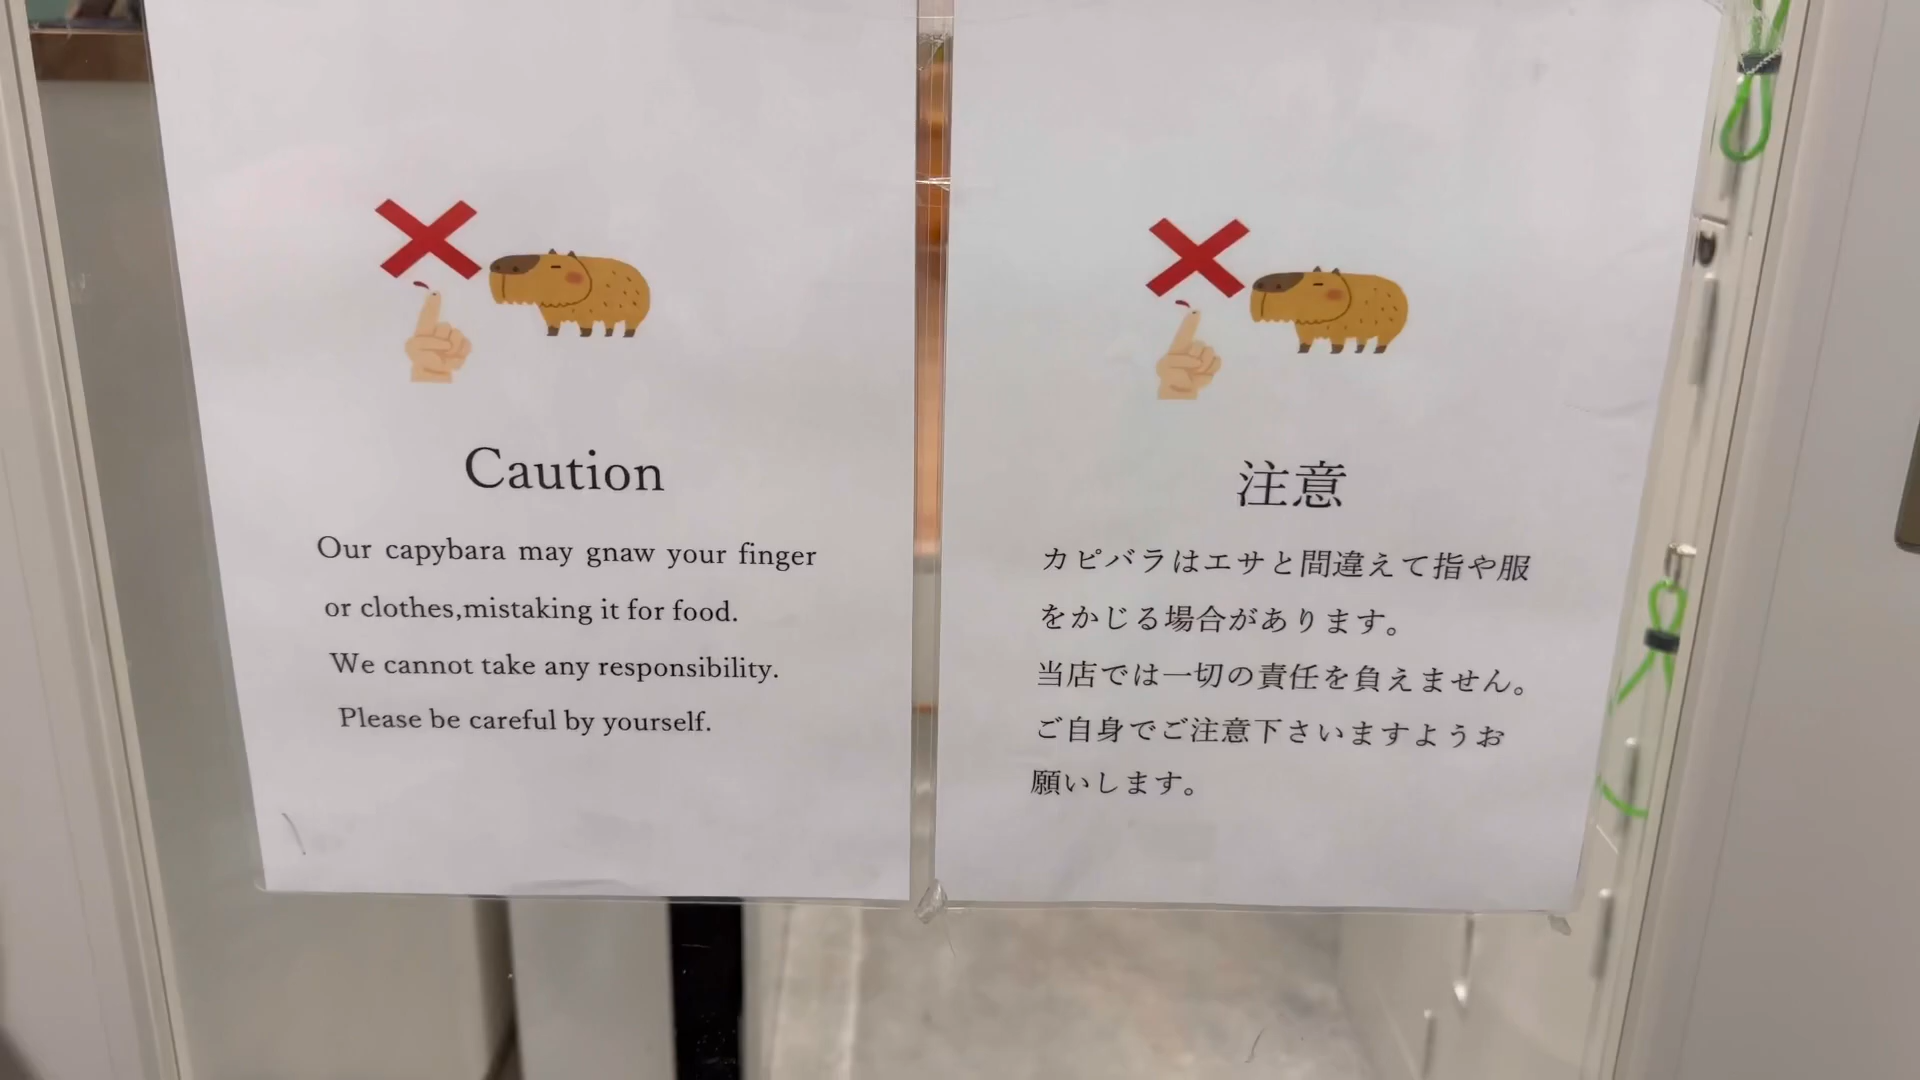 Caution
Our capybara may gnaw your finger
or clothes,mistaking it for food.
We cannot take any responsibility.
Please be careful by yourself.
注意
カピバラはエサと間違えて指や服
をかじる場合があります。
当店では一切の責任を負えません。
ご自身でご注意下さいますようお
願いします。